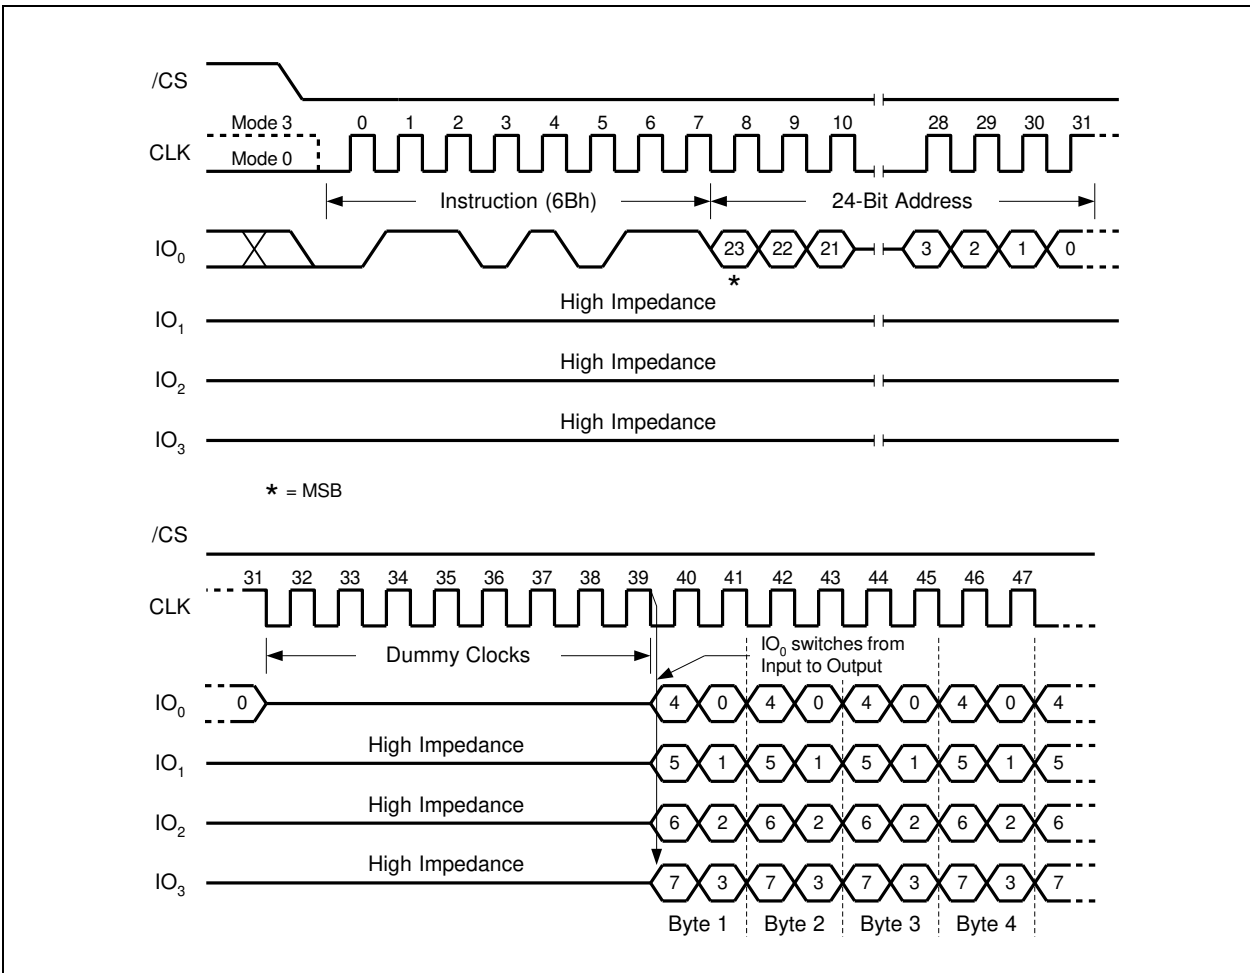 /CS
Mode 3 0 1 2 3 4 5 6 7 8 9 10 28 29 30 31
CLK
Mode 0
Instruction (6Bh) 24-Bit Address
IO0 23 22 21 3 2 1 0
*
High Impedance
IO1
High Impedance
IO2
High Impedance
IO3
* = MSB
/CS
31 32 33 34 35 36 37 38 39 40 41 42 43 44 45 46 47
CLK
Dummy Clocks
IO0 switches from
Input to Output
IO0 0 4 0 4 0 4 0 4 0 4
High Impedance
IO1 5 1 5 1 5 1 5 1 5
High Impedance
IO2 6 2 6 2 6 2 6 2 6
High Impedance
IO3 7 3 7 3 7 3 7 3 7
Byte 1 Byte 2 Byte 3 Byte 4